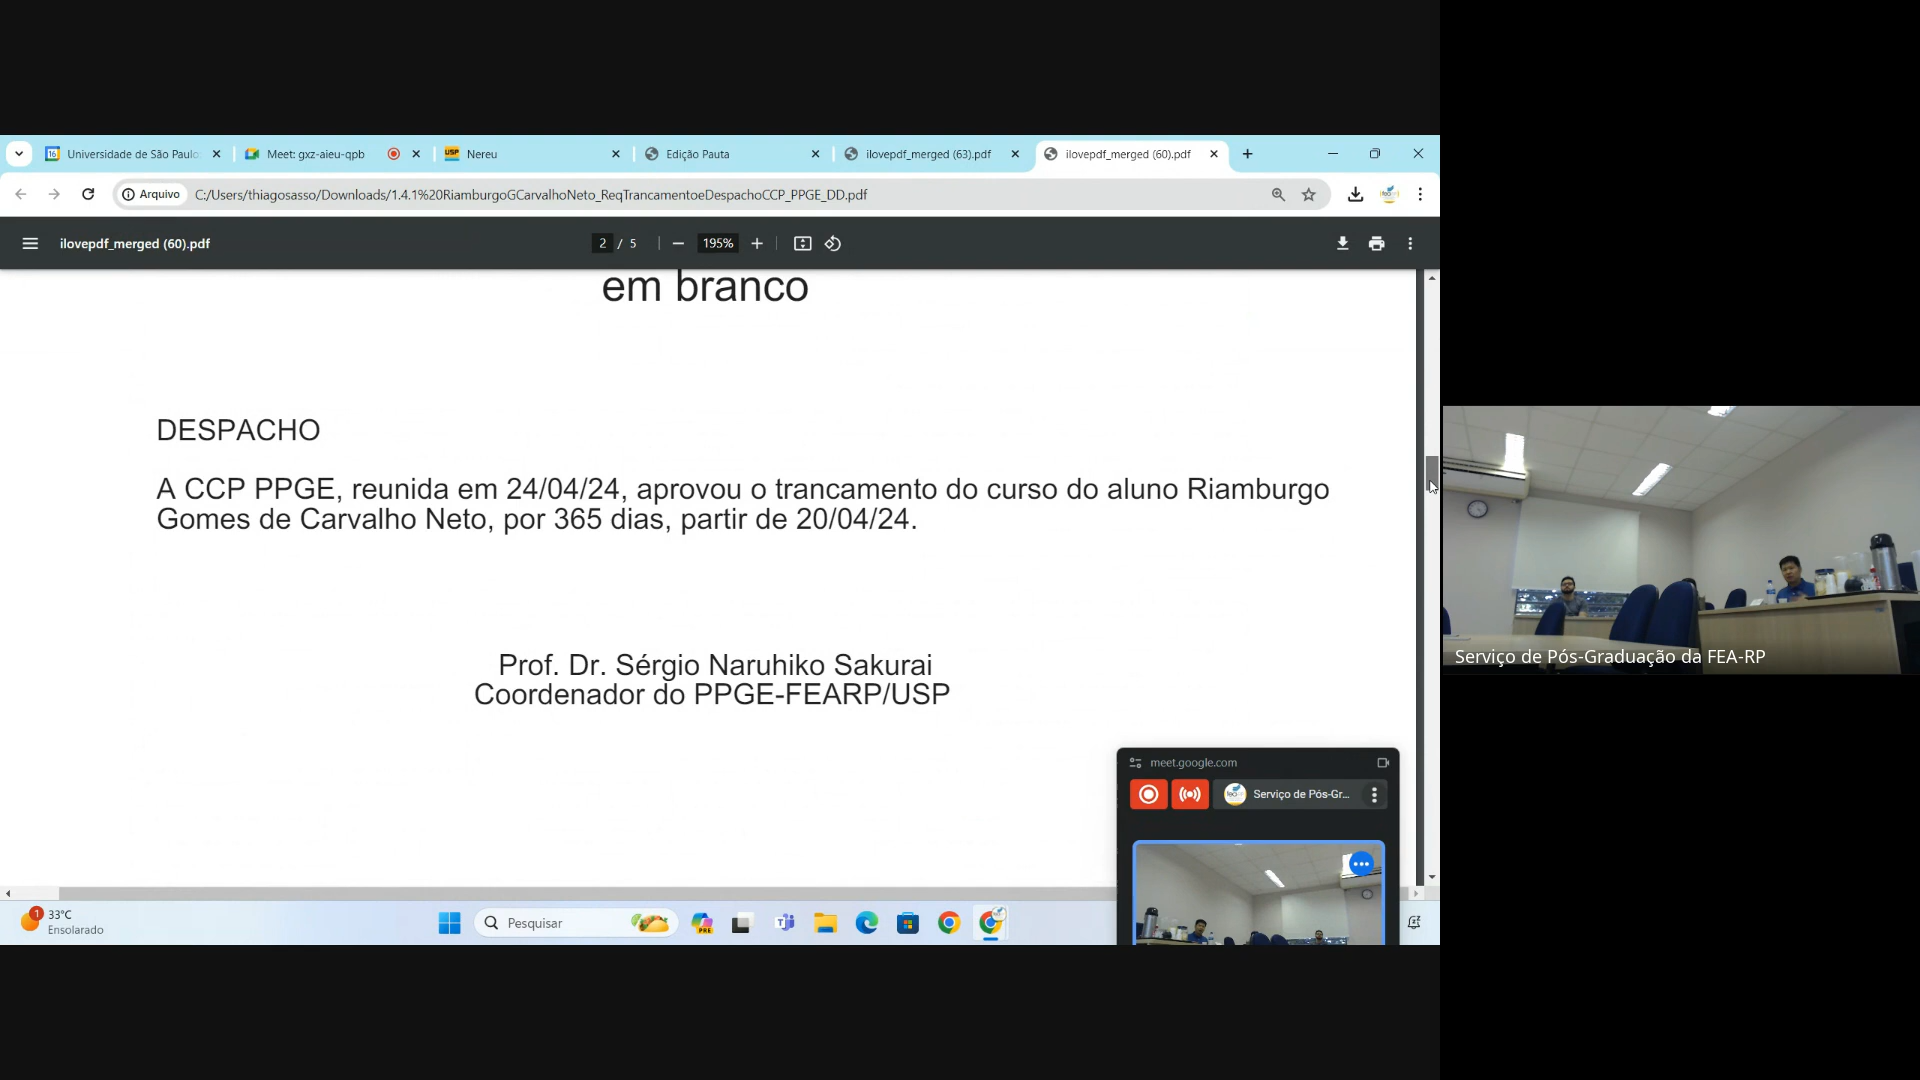 16 Universidade de São Paulo
Meet: gxz-aieu-qpb
USP Nereu
Edição Pauta
ilovepdf_merged (63).pdf
ilovepdf_merged (60).pdf
Arquivo C:/Users/thiagosasso/Downloads/1.4.1%20RiamburgoGCarvalhoNeto_ReqTrancamentoeDespachoCCP_PPGE_DD.pdf
ilovepdf_merged (60).pdf 2 / 5 195%
em branco
DESPACHO
A CCP PPGE, reunida em 24/04/24, aprovou o trancamento do curso do aluno Riamburgo
Gomes de Carvalho Neto, por 365 dias, partir de 20/04/24.
Prof. Dr. Sérgio Naruhiko Sakurai
Coordenador do PPGE-FEARP/USP
meet.google.com
Serviço de Pós-Gr...
1 33°C
Ensolarado
Pesquisar
PRE
Serviço de Pós-Graduação da FEA-RP